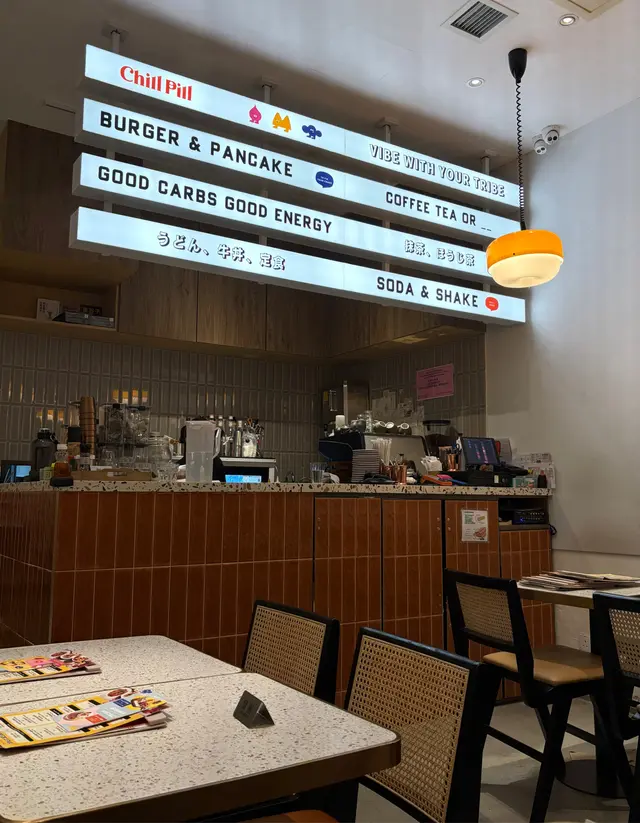 Chill Pill
VIBE WITH YOUR TRIBE
BURGER & PANCAKE
COFFEE TEA OR __
GOOD CARBS GOOD ENERGY
抹茶、ほうじ茶
うどん、牛丼、定食
SODA & SHAKE